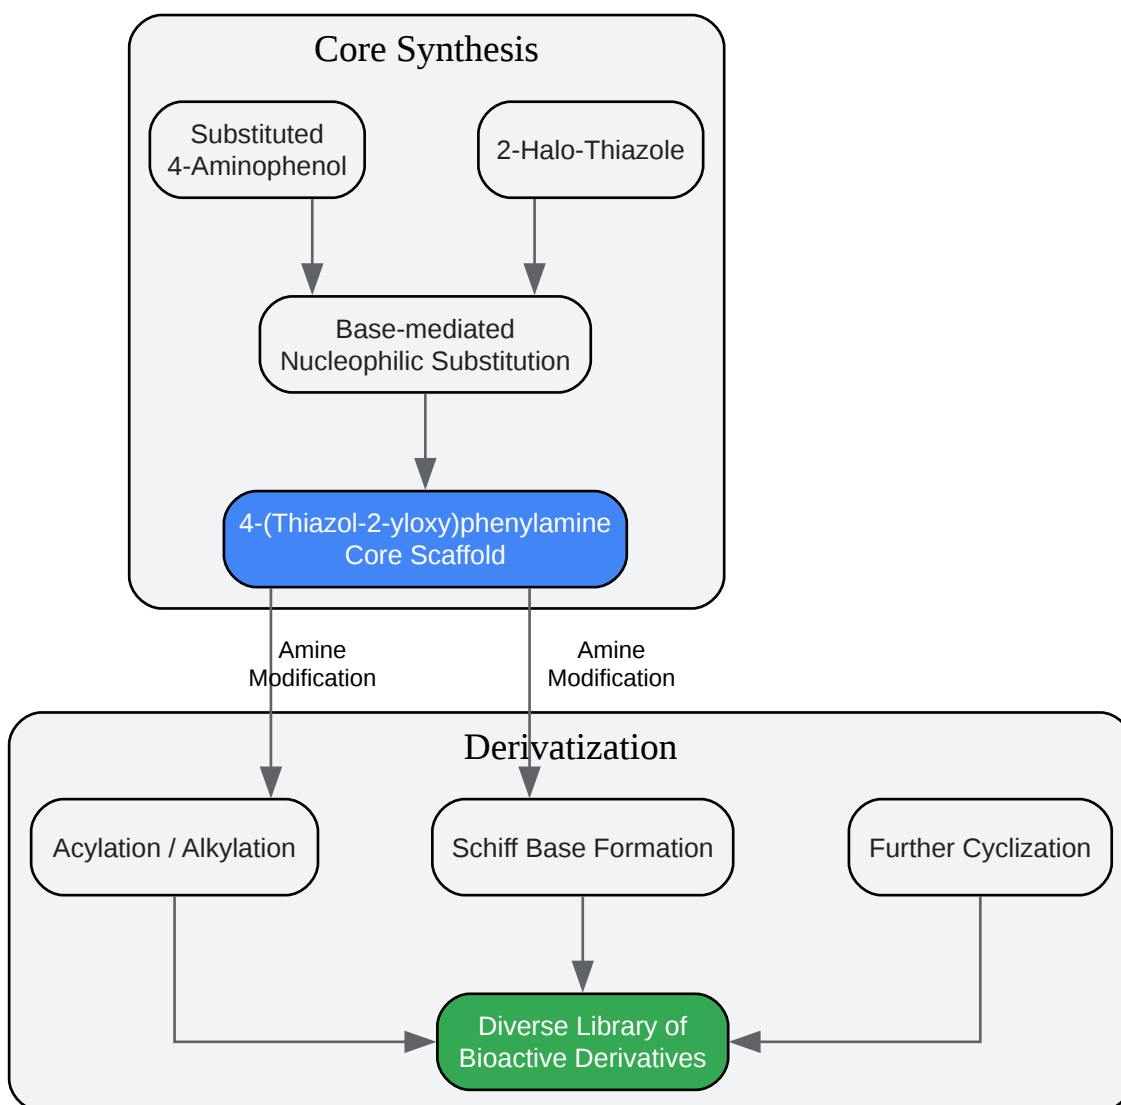 Core Synthesis
Substituted
4-Aminophenol
2-Halo-Thiazole
Base-mediated
Nucleophilic Substitution
4-(Thiazol-2-yloxy)phenylamine
Core Scaffold
Amine
Modification
Amine
Modification
Derivatization
Acylation / Alkylation
Schiff Base Formation
Further Cyclization
Diverse Library of
Bioactive Derivatives